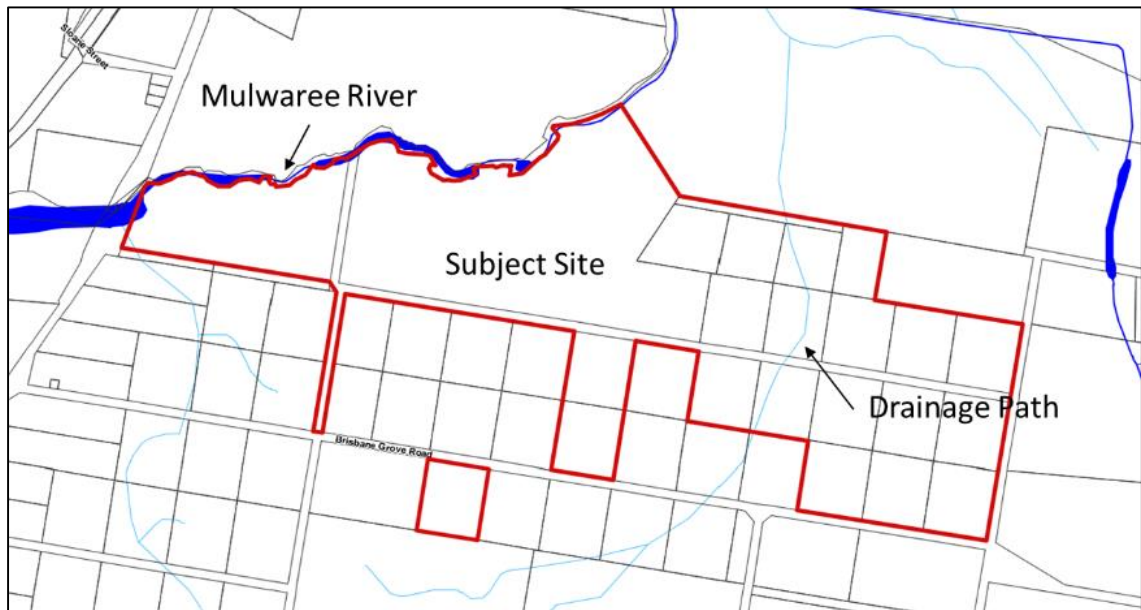 Sloane Street
Mulwaree River
Subject Site
Drainage Path
Brisbane Grove Road